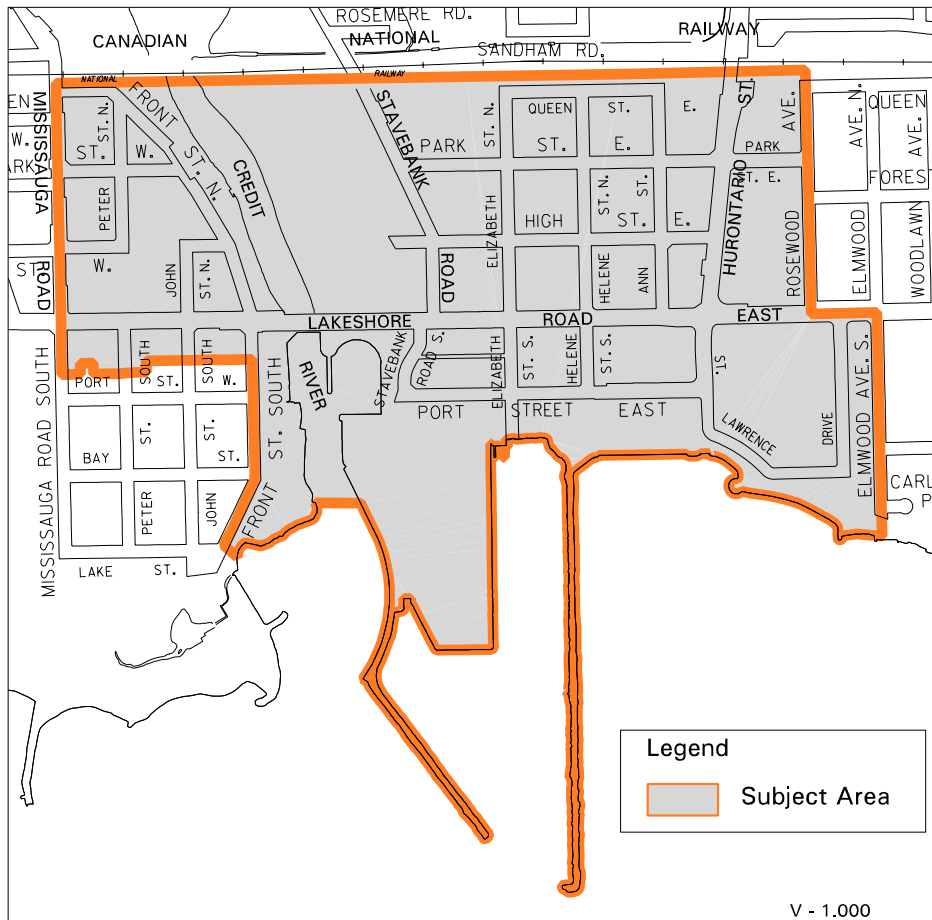 ROSEMERE RD.
CANADIAN
NATIONAL
RAILWAY
SANDHAM RD.
NATIONAL
RAILWAY
MISSISSAUGA
ROAD
W.
ST.
FRONT
ST. N.
CREDIT
STAVEBANK
ROAD
ST. N.
ST.
W.
PETER
W.
JOHN
ST. N.
PARK
ST.
E.
QUEEN
ST.
E.
ST. N.
ELIZABETH
HIGH
ST.
E.
ST. N.
HELENE
ST.
ANN
ST.
HURONTARIO
PARK
ST. E.
AVE.
ROSEWOOD
AVE. N.
ELMWOOD
QUEEN
AVE.
FOREST
WOODLAWN
LAKESHORE
ROAD
EAST
RIVER
STAVEBANK
ROAD S.
ELIZABETH
ST. S.
HELENE
ST. S.
ST.
LAWRENCE
DRIVE
ELMWOOD AVE. S.
PORT
STREET
EAST
MISSISSAUGA ROAD SOUTH
PORT
ST.
W.
SOUTH
SOUTH
ST. SOUTH
FRONT
BAY
ST.
ST.
ST.
PETER
JOHN
LAKE
ST.
Legend
Subject Area
V - 1.000